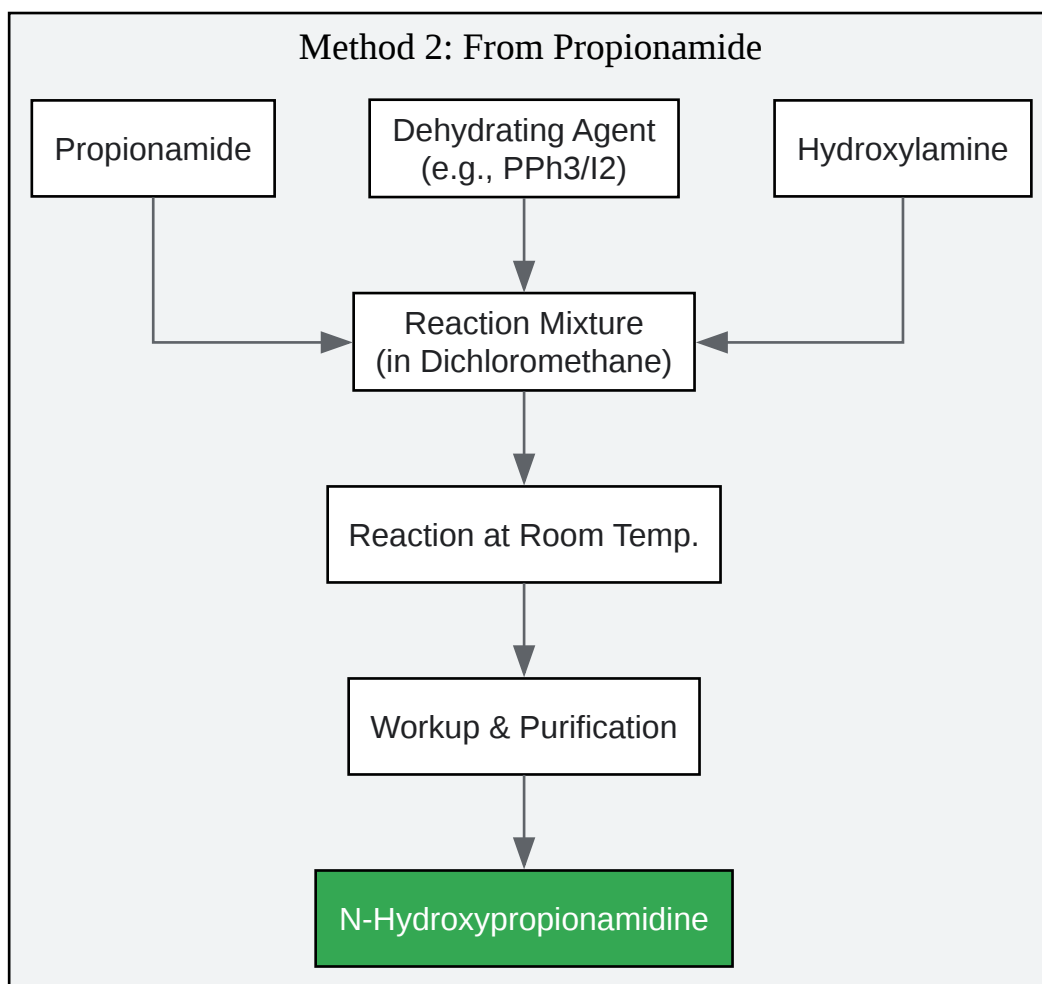 Method 2: From Propionamide
Propionamide
Dehydrating Agent
(e.g., PPh3/I2)
Hydroxylamine
Reaction Mixture
(in Dichloromethane)
Reaction at Room Temp.
Workup & Purification
N-Hydroxypropionamidine